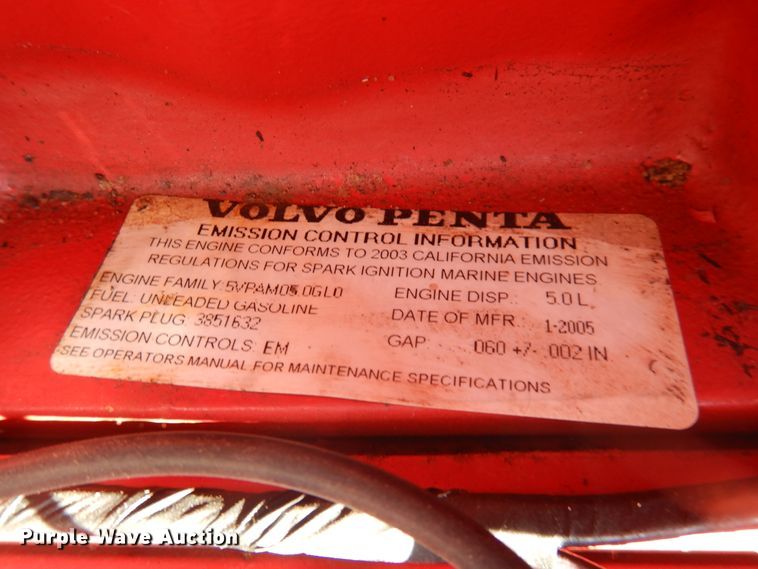 VOLVO PENTA
EMISSION CONTROL INFORMATION
THIS ENGINE CONFORMS TO 2003 CALIFORNIA EMISSION
REGULATIONS FOR SPARK IGNITION MARINE ENGINES
ENGINE FAMILY: 5VPAM05.0GL0 ENGINE DISP.: 5.0 L
FUEL: UNLEADED GASOLINE DATE OF MFR. 1-2005
SPARK PLUG: 3851632 GAP: .060 +/- .002 IN
EMISSION CONTROLS: EM
SEE OPERATORS MANUAL FOR MAINTENANCE SPECIFICATIONS
Purple Wave Auction